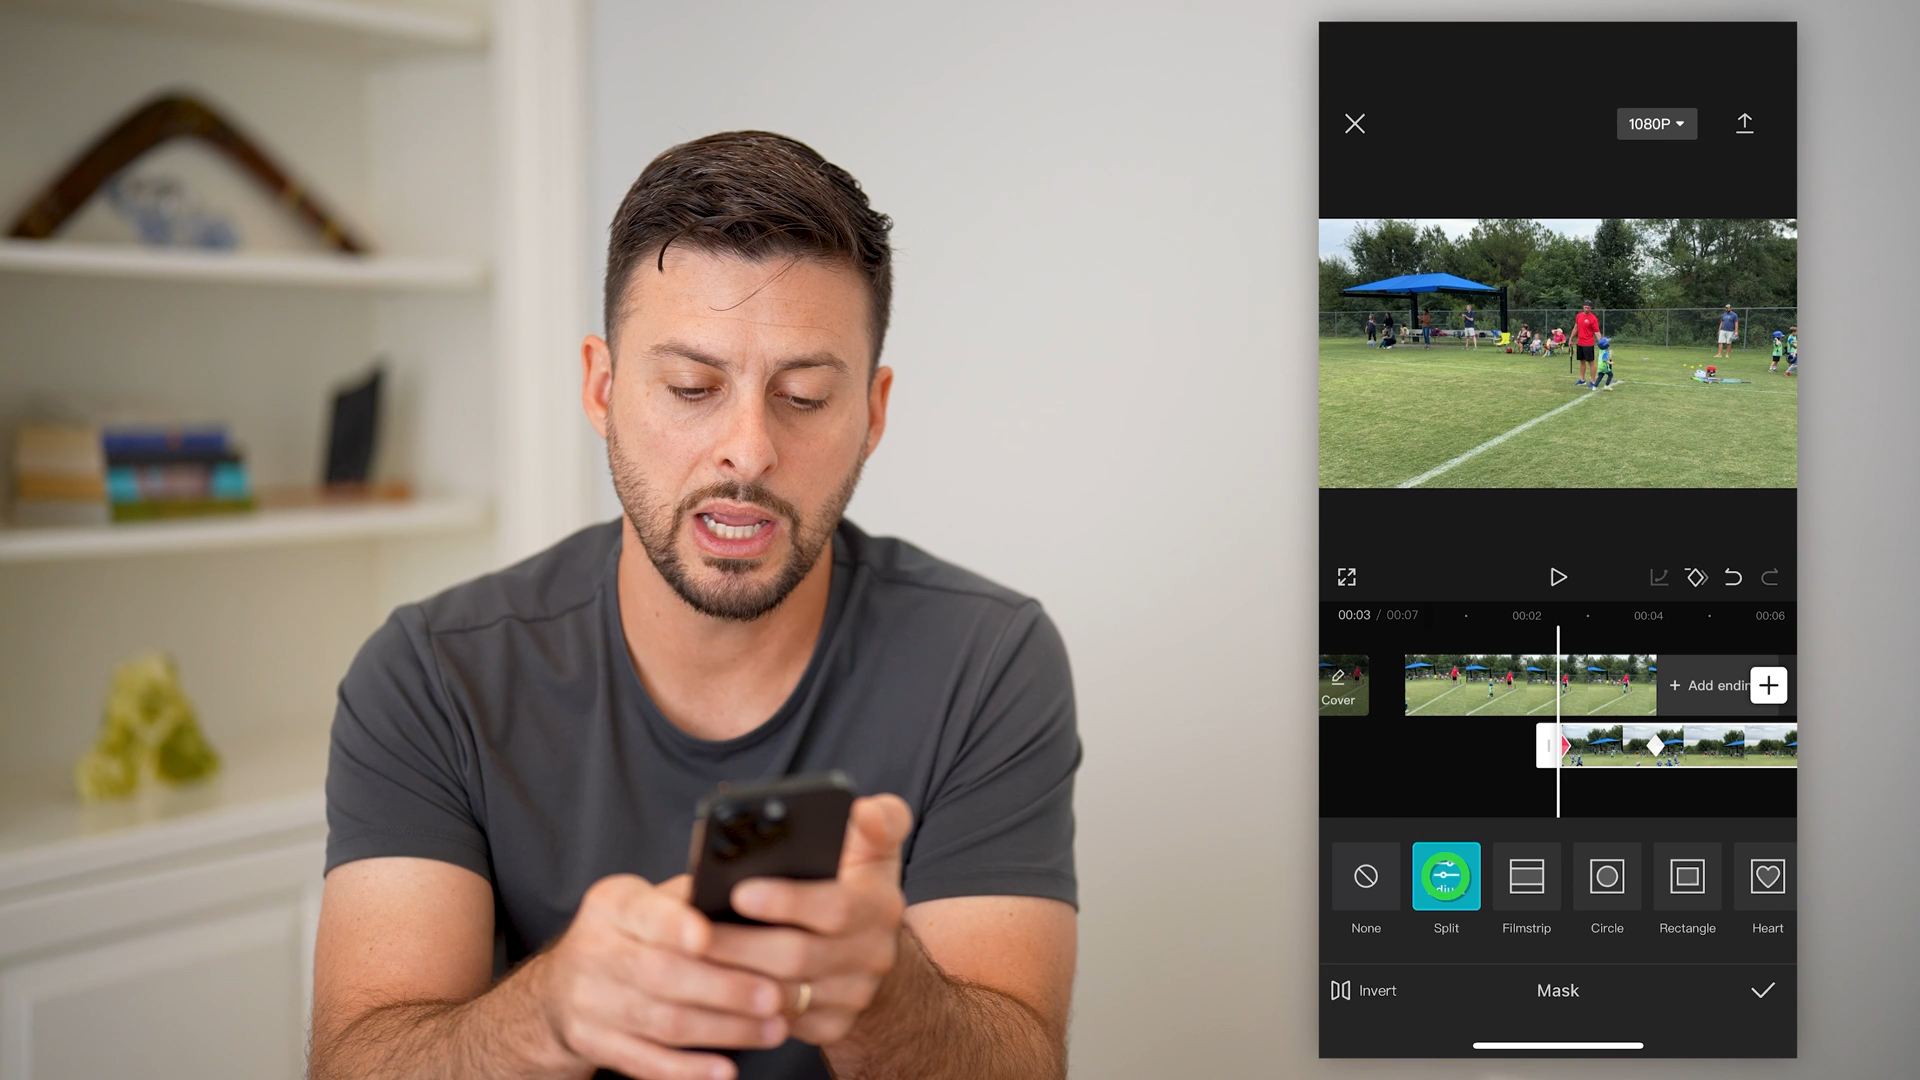 1080P
00:03 / 00:07
00:02
00:04
00:06
Cover
+ Add endin
None
Split
Filmstrip
Circle
Rectangle
Heart
Invert
Mask